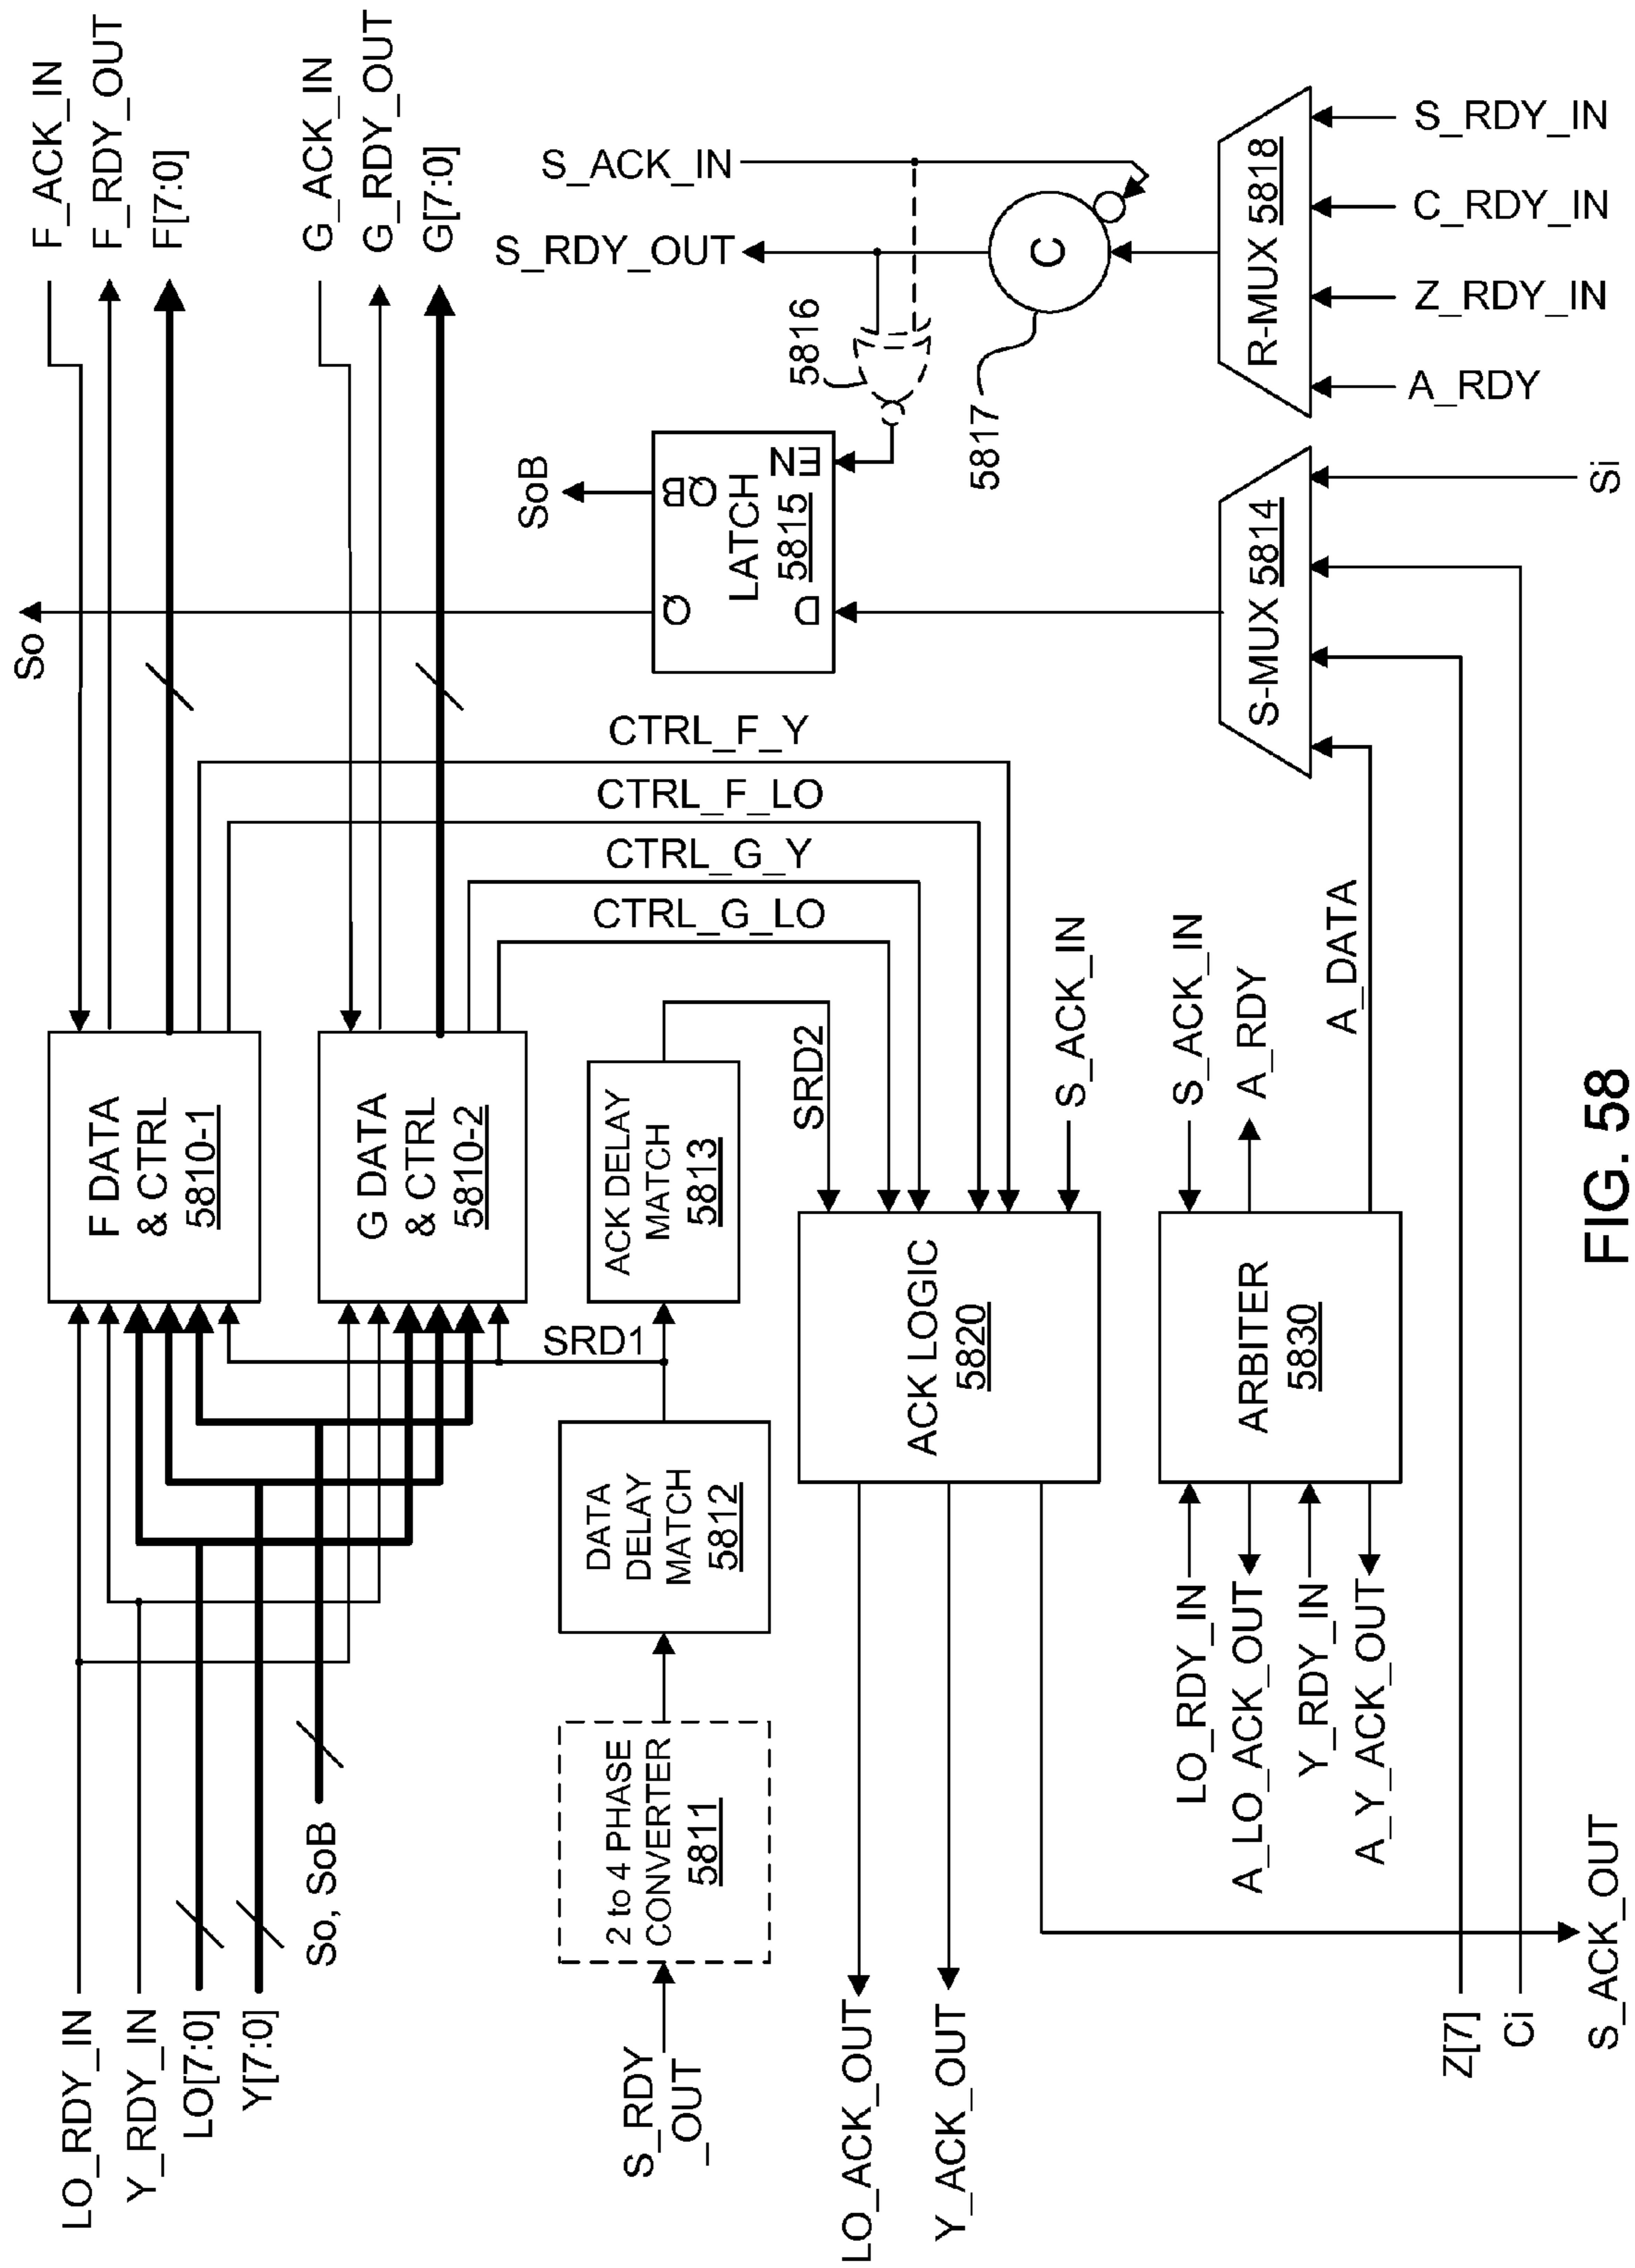 LO_RDY_IN
Y_RDY_IN
LO[7:0]
Y[7:0]
So, SoB
S_RDY
_OUT
2 to 4 PHASE
CONVERTER
5811
DATA
DELAY
MATCH
5812
SRD1
F DATA
& CTRL
5810-1
G DATA
& CTRL
5810-2
ACK DELAY
MATCH
5813
SRD2
CTRL_F_Y
CTRL_F_LO
CTRL_G_Y
CTRL_G_LO
F_ACK_IN
F_RDY_OUT
F[7:0]
G_ACK_IN
G_RDY_OUT
G[7:0]
LO_ACK_OUT
Y_ACK_OUT
ACK LOGIC
5820
S_ACK_IN
LO_RDY_IN
A_LO_ACK_OUT
Y_RDY_IN
A_Y_ACK_OUT
ARBITER
5830
S_ACK_IN
A_RDY
A_DATA
Z[7]
Ci
S_ACK_OUT
So
SoB
Q
QB
LATCH
5815
D
EN
S-MUX 5814
Si
5816
5817
S_ACK_IN
S_RDY_OUT
C
R-MUX 5818
A_RDY
Z_RDY_IN
C_RDY_IN
S_RDY_IN
FIG. 58